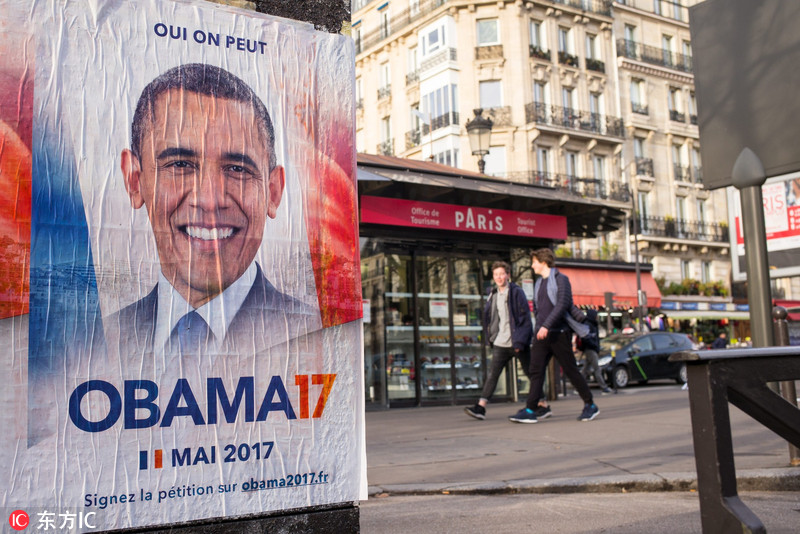 OUI ON PEUT
OBAMA17
MAI 2017
Signez la pétition sur obama2017.fr
Office de Tourisme PARIS Tourist Office
IC 东方IC